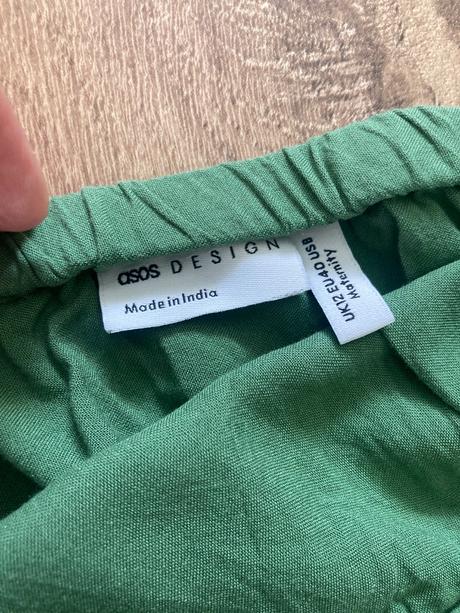 asos DESIGN
Made in India
UK12 EU40 US8
Maternity